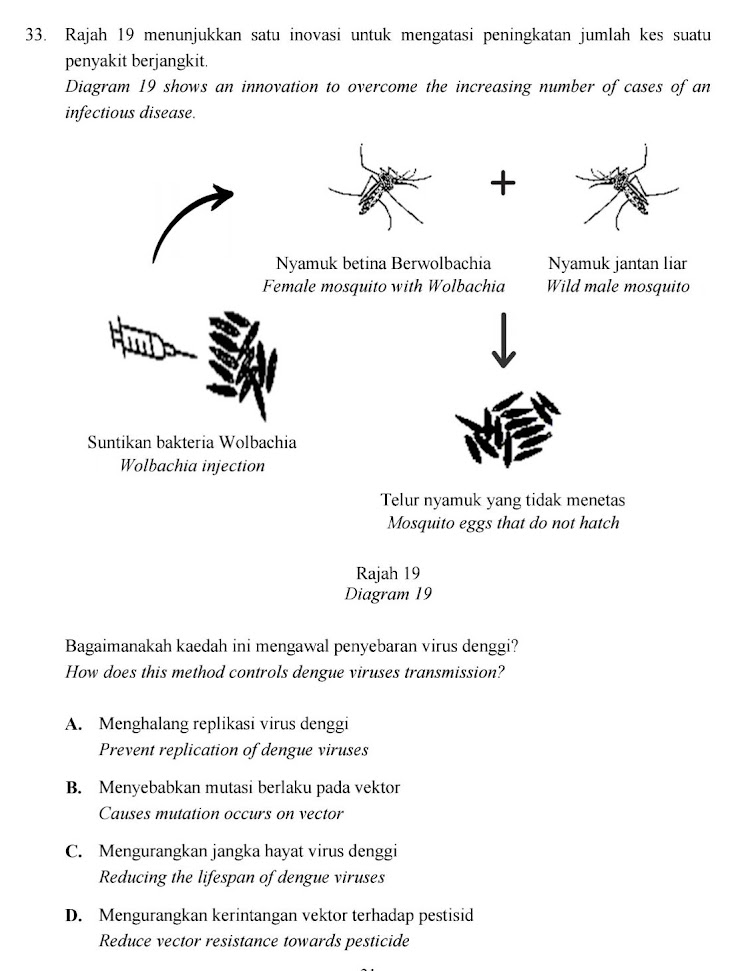 33. Rajah 19 menunjukkan satu inovasi untuk mengatasi peningkatan jumlah kes suatu
penyakit berjangkit.
Diagram 19 shows an innovation to overcome the increasing number of cases of an
infectious disease.
+
Nyamuk betina Berwolbachia
Female mosquito with Wolbachia
Nyamuk jantan liar
Wild male mosquito
Suntikan bakteria Wolbachia
Wolbachia injection
Telur nyamuk yang tidak menetas
Mosquito eggs that do not hatch
Rajah 19
Diagram 19
Bagaimanakah kaedah ini mengawal penyebaran virus denggi?
How does this method controls dengue viruses transmission?
A. Menghalang replikasi virus denggi
Prevent replication of dengue viruses
B. Menyebabkan mutasi berlaku pada vektor
Causes mutation occurs on vector
C. Mengurangkan jangka hayat virus denggi
Reducing the lifespan of dengue viruses
D. Mengurangkan kerintangan vektor terhadap pestisid
Reduce vector resistance towards pesticide